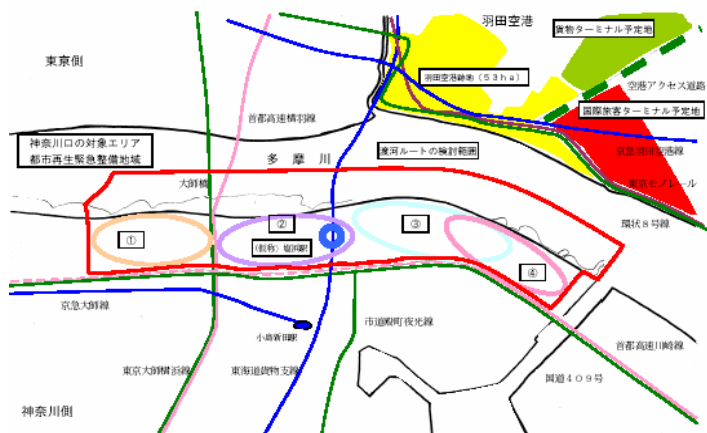 羽田空港
貨物ターミナル予定地
東京側
羽田空港跡地(53ha)
空港アクセス道路
国際旅客ターミナル予定地
首都高速横羽線
神奈川口の対象エリア
都市再生緊急整備地域
多摩川
渡河ルートの検討範囲
京急羽田空港線
大師橋
東京モノレール
環状8号線
①
②
③
④
(仮称)塩浜駅
京急大師線
小島新田駅
市道殿町夜光線
首都高速川崎線
東京大師横浜線
東海道貨物支線
国道409号
神奈川側